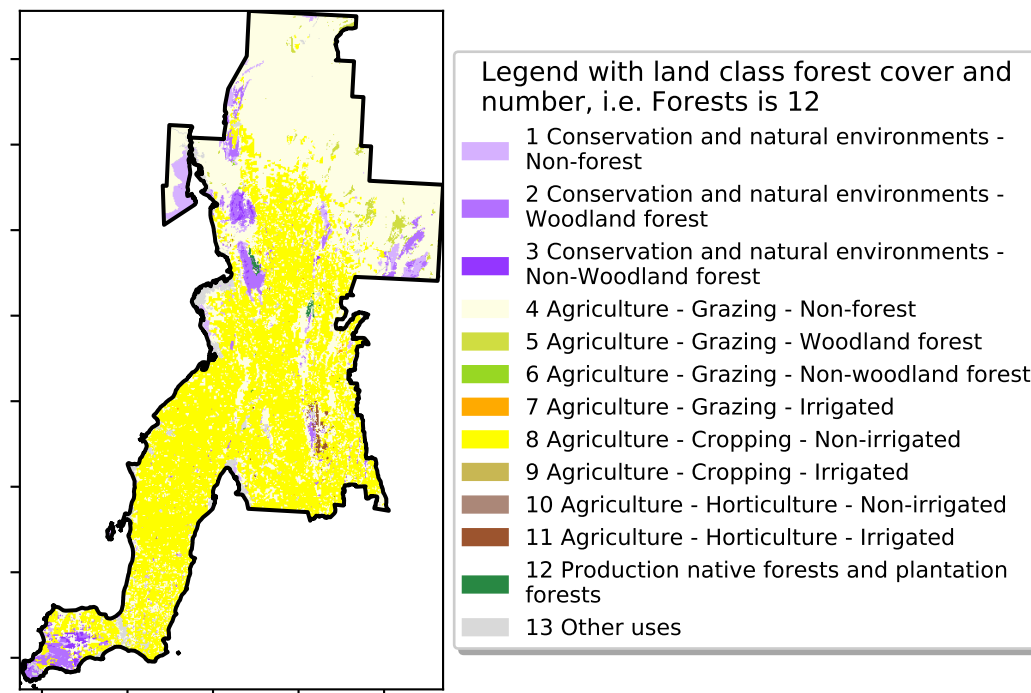 Legend with land class forest cover and
number, i.e. Forests is 12
1 Conservation and natural environments -
Non-forest
2 Conservation and natural environments -
Woodland forest
3 Conservation and natural environments -
Non-Woodland forest
4 Agriculture - Grazing - Non-forest
5 Agriculture - Grazing - Woodland forest
6 Agriculture - Grazing - Non-woodland forest
7 Agriculture - Grazing - Irrigated
8 Agriculture - Cropping - Non-irrigated
9 Agriculture - Cropping - Irrigated
10 Agriculture - Horticulture - Non-irrigated
11 Agriculture - Horticulture - Irrigated
12 Production native forests and plantation
forests
13 Other uses